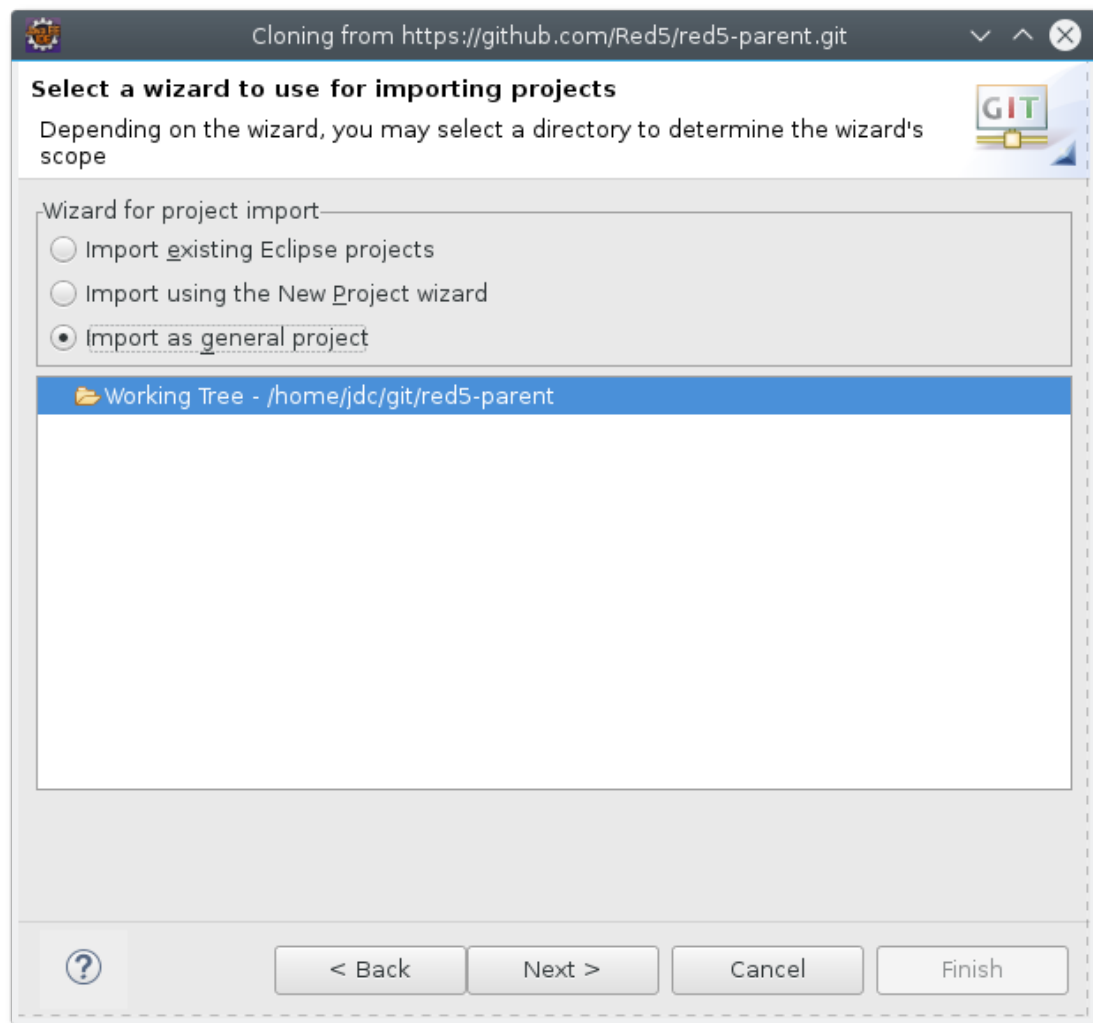 Cloning from https://github.com/Red5/red5-parent.git
Select a wizard to use for importing projects
Depending on the wizard, you may select a directory to determine the wizard's
scope
GIT
Wizard for project import
Import existing Eclipse projects
Import using the New Project wizard
Import as general project
Working Tree - /home/jdc/git/red5-parent
?
< Back
Next >
Cancel
Finish